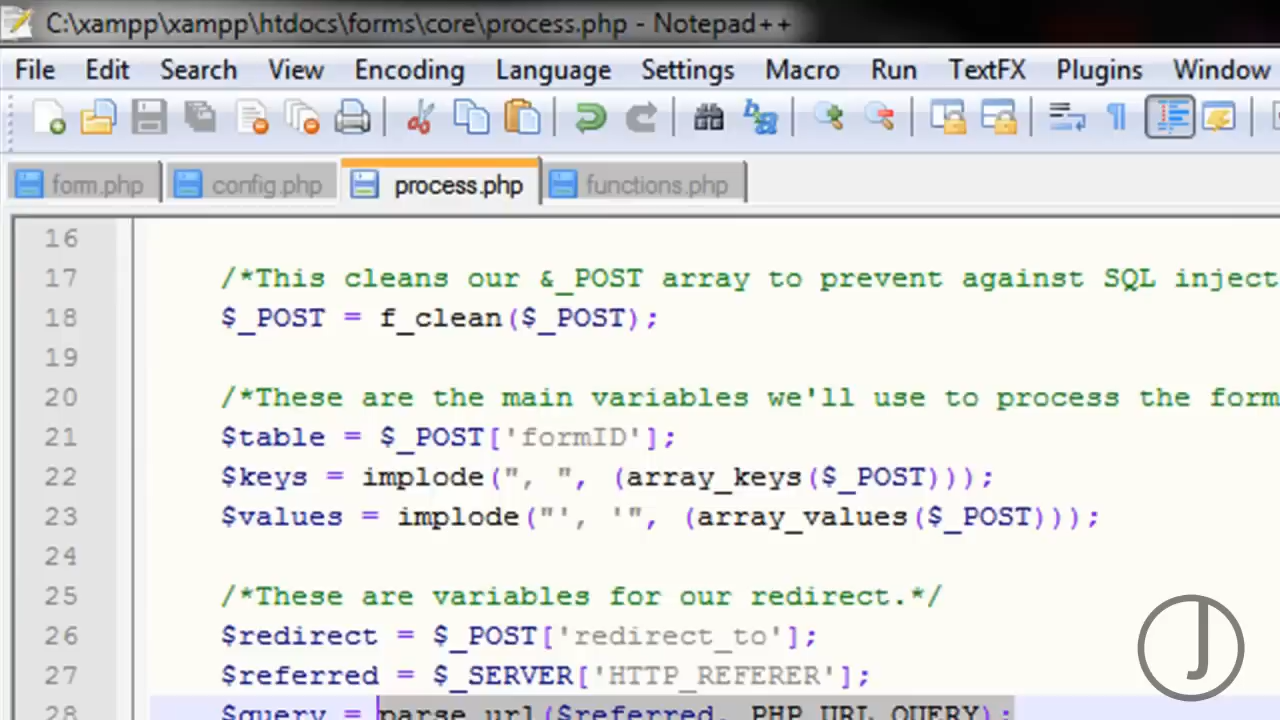 C:\xampp\xampp\htdocs\forms\core\process.php - Notepad++
File Edit Search View Encoding Language Settings Macro Run TextFX Plugins Window
form.php config.php process.php functions.php
16
17 /*This cleans our &_POST array to prevent against SQL inject
18 $_POST = f_clean($_POST);
19
20 /*These are the main variables we'll use to process the form
21 $table = $_POST['formID'];
22 $keys = implode(", ", (array_keys($_POST)));
23 $values = implode("', '", (array_values($_POST)));
24
25 /*These are variables for our redirect.*/
26 $redirect = $_POST['redirect_to'];
27 $referred = $_SERVER['HTTP_REFERER'];
28 $query = parse_url($referred, PHP_URL_QUERY);
J